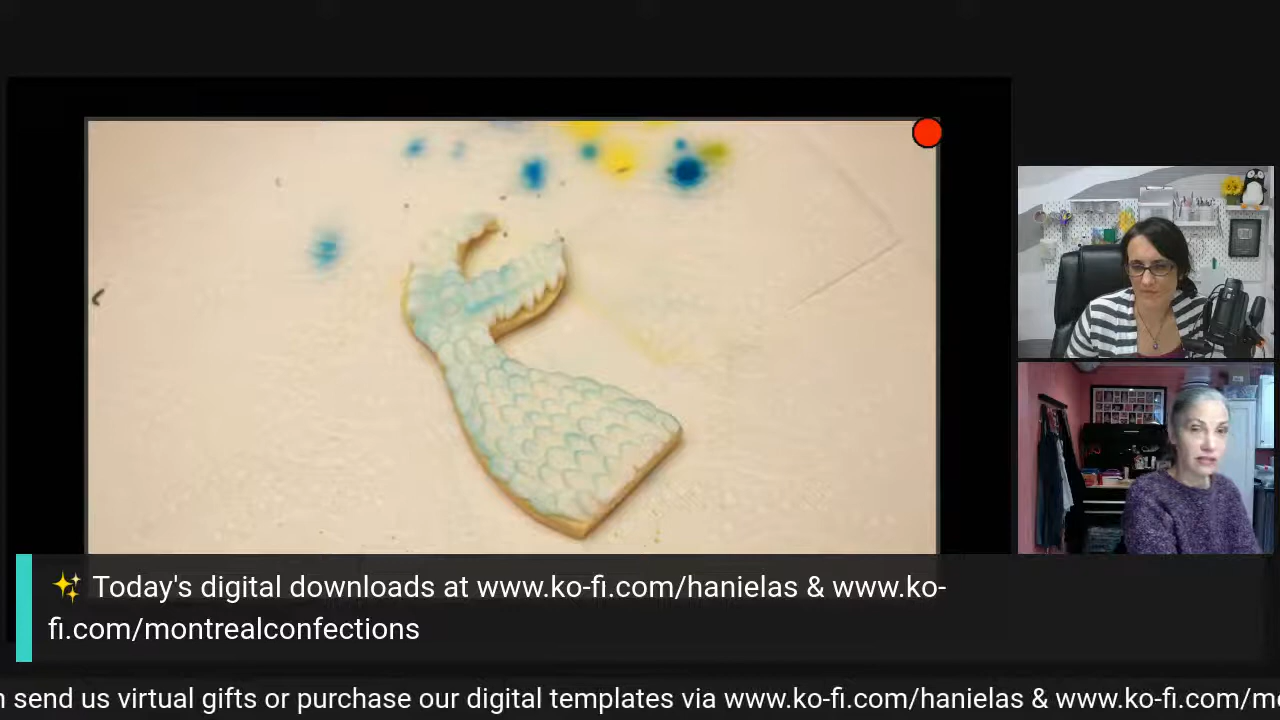 ✨ Today's digital downloads at www.ko-fi.com/hanielas & www.ko-
fi.com/montrealconfections
send us virtual gifts or purchase our digital templates via www.ko-fi.com/hanielas & www.ko-fi.com/m